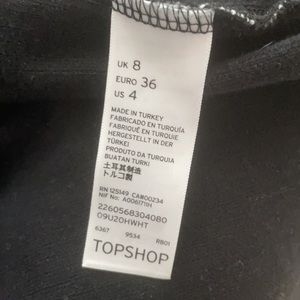 UK 8
EURO 36
US 4
MADE IN TURKEY
FABRICADO EN TURQUÍA
FABRIQUÉ EN TURQUIE
HERGESTELLT IN DER TÜRKEI
PRODUTO DA TURQUIA
BUATAN TURKI
土耳其制造
トルコ製
RN 125149 CA800234
NIF No: A0061711H
2260568304080
09U20HWHT
6367 9534 RB01
TOPSHOP